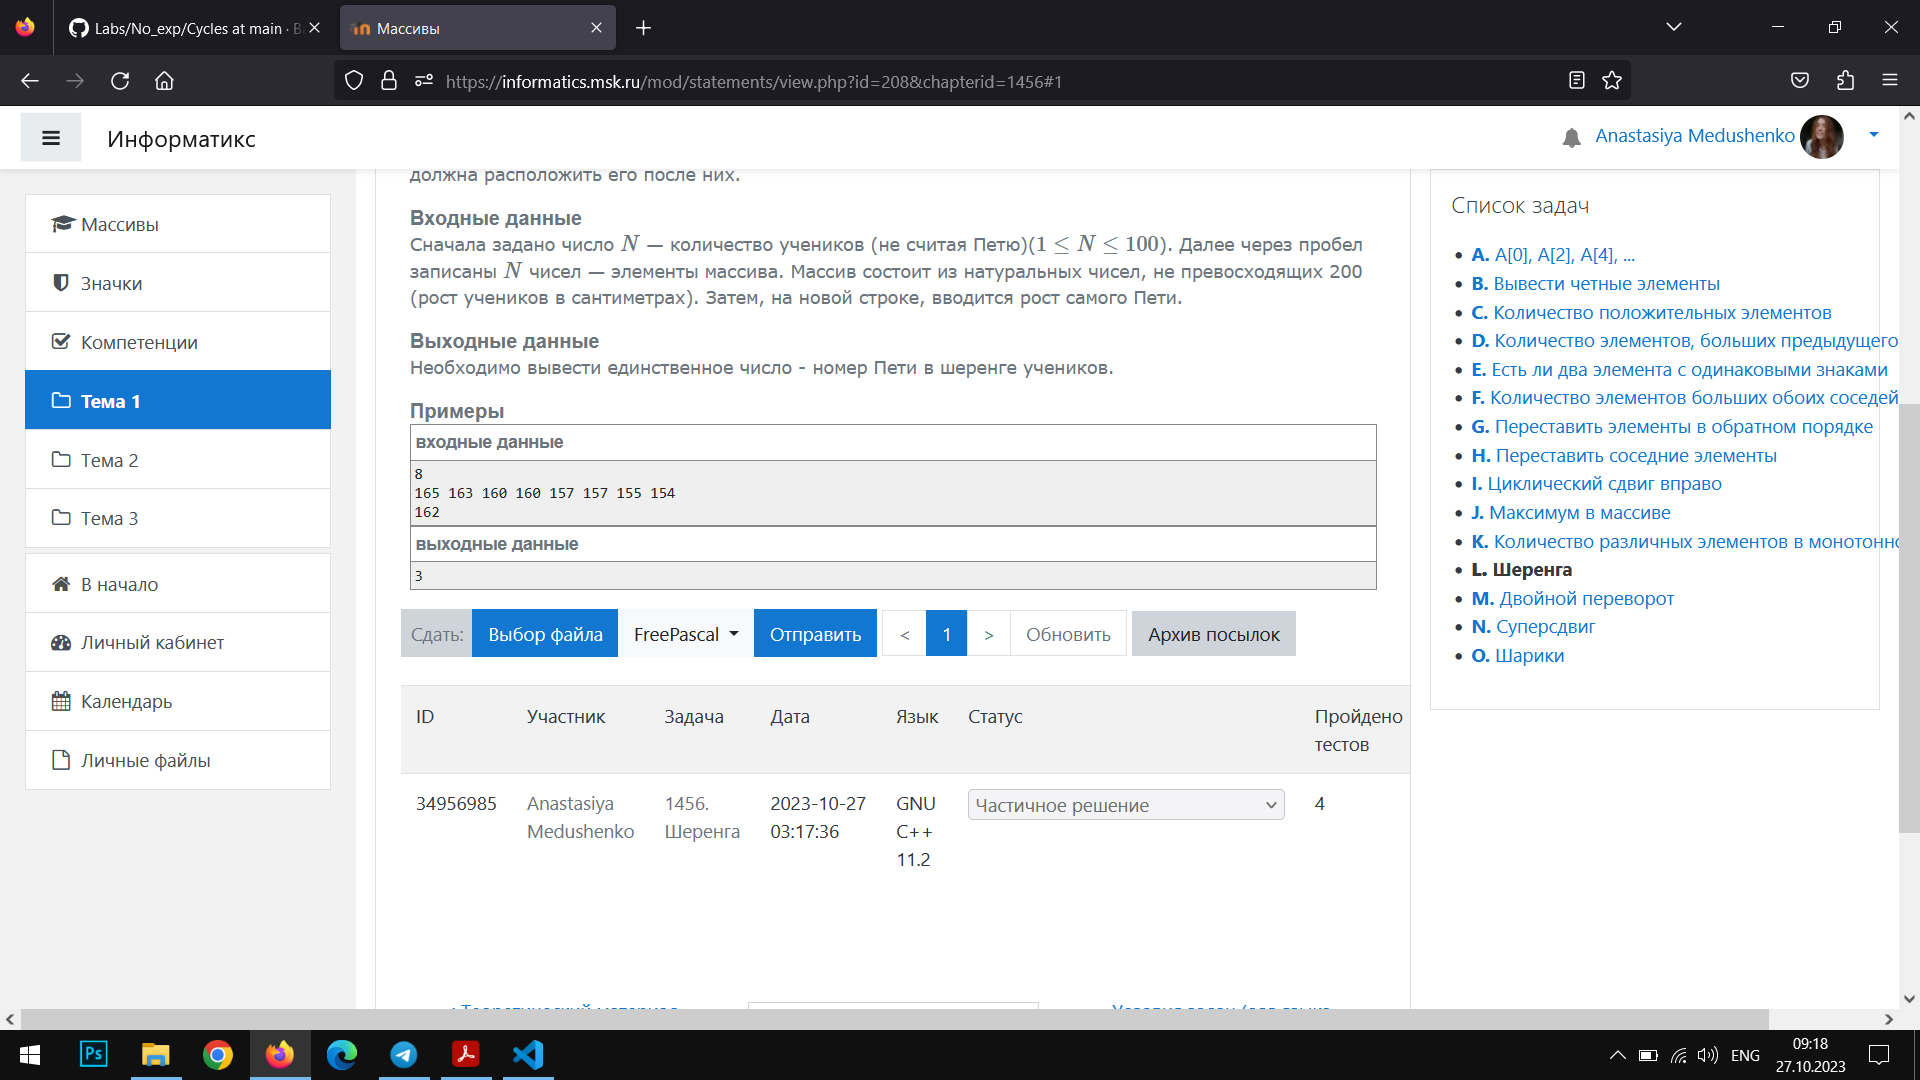 Labs/No_exp/Cycles at main · B
Массивы
https://informatics.msk.ru/mod/statements/view.php?id=208&chapterid=1456#1
Информатикс
Anastasiya Medushenko
Массивы
Значки
Компетенции
Тема 1
Тема 2
Тема 3
В начало
Личный кабинет
Календарь
Личные файлы
должна расположить его после них.
Входные данные
Сначала задано число N — количество учеников (не считая Петю)(1 ≤ N ≤ 100). Далее через пробел
записаны N чисел — элементы массива. Массив состоит из натуральных чисел, не превосходящих 200
(рост учеников в сантиметрах). Затем, на новой строке, вводится рост самого Пети.
Выходные данные
Необходимо вывести единственное число - номер Пети в шеренге учеников.
Примеры
входные данные
8
165 163 160 160 157 157 155 154
162
выходные данные
3
Сдать: Выбор файла FreePascal Отправить < 1 > Обновить Архив посылок
ID Участник Задача Дата Язык Статус Пройдено
тестов
34956985 Anastasiya 1456. 2023-10-27 GNU Частичное решение 4
Medushenko Шеренга 03:17:36 C++
11.2
Список задач
A. A[0], A[2], A[4], ...
B. Вывести четные элементы
C. Количество положительных элементов
D. Количество элементов, больших предыдущего
E. Есть ли два элемента с одинаковыми знаками
F. Количество элементов больших обоих соседей
G. Переставить элементы в обратном порядке
H. Переставить соседние элементы
I. Циклический сдвиг вправо
J. Максимум в массиве
K. Количество различных элементов в монотонно
L. Шеренга
M. Двойной переворот
N. Суперсдвиг
O. Шарики
Ps
ENG
09:18
27.10.2023